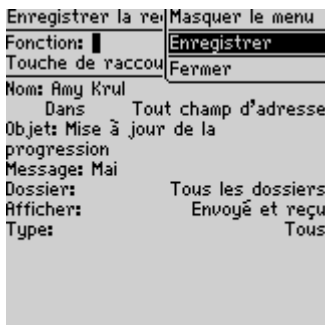 Enregistrer la re
Masquer le menu
Fonction:
Enregistrer
Touche de raccou
Fermer
Nom: Amy Krul
Dans Tout champ d'adresse
Objet: Mise à jour de la
progression
Message: Mai
Dossier: Tous les dossiers
Afficher: Envoyé et reçu
Type: Tous